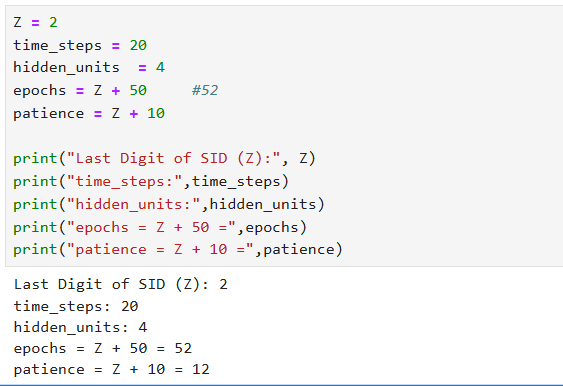 Z = 2
time_steps = 20
hidden_units  = 4
epochs = Z + 50      #52
patience = Z + 10
print("Last Digit of SID (Z):", Z)
print("time_steps:",time_steps)
print("hidden_units:",hidden_units)
print("epochs = Z + 50 =",epochs)
print("patience = Z + 10 =",patience)
Last Digit of SID (Z): 2
time_steps: 20
hidden_units: 4
epochs = Z + 50 = 52
patience = Z + 10 = 12